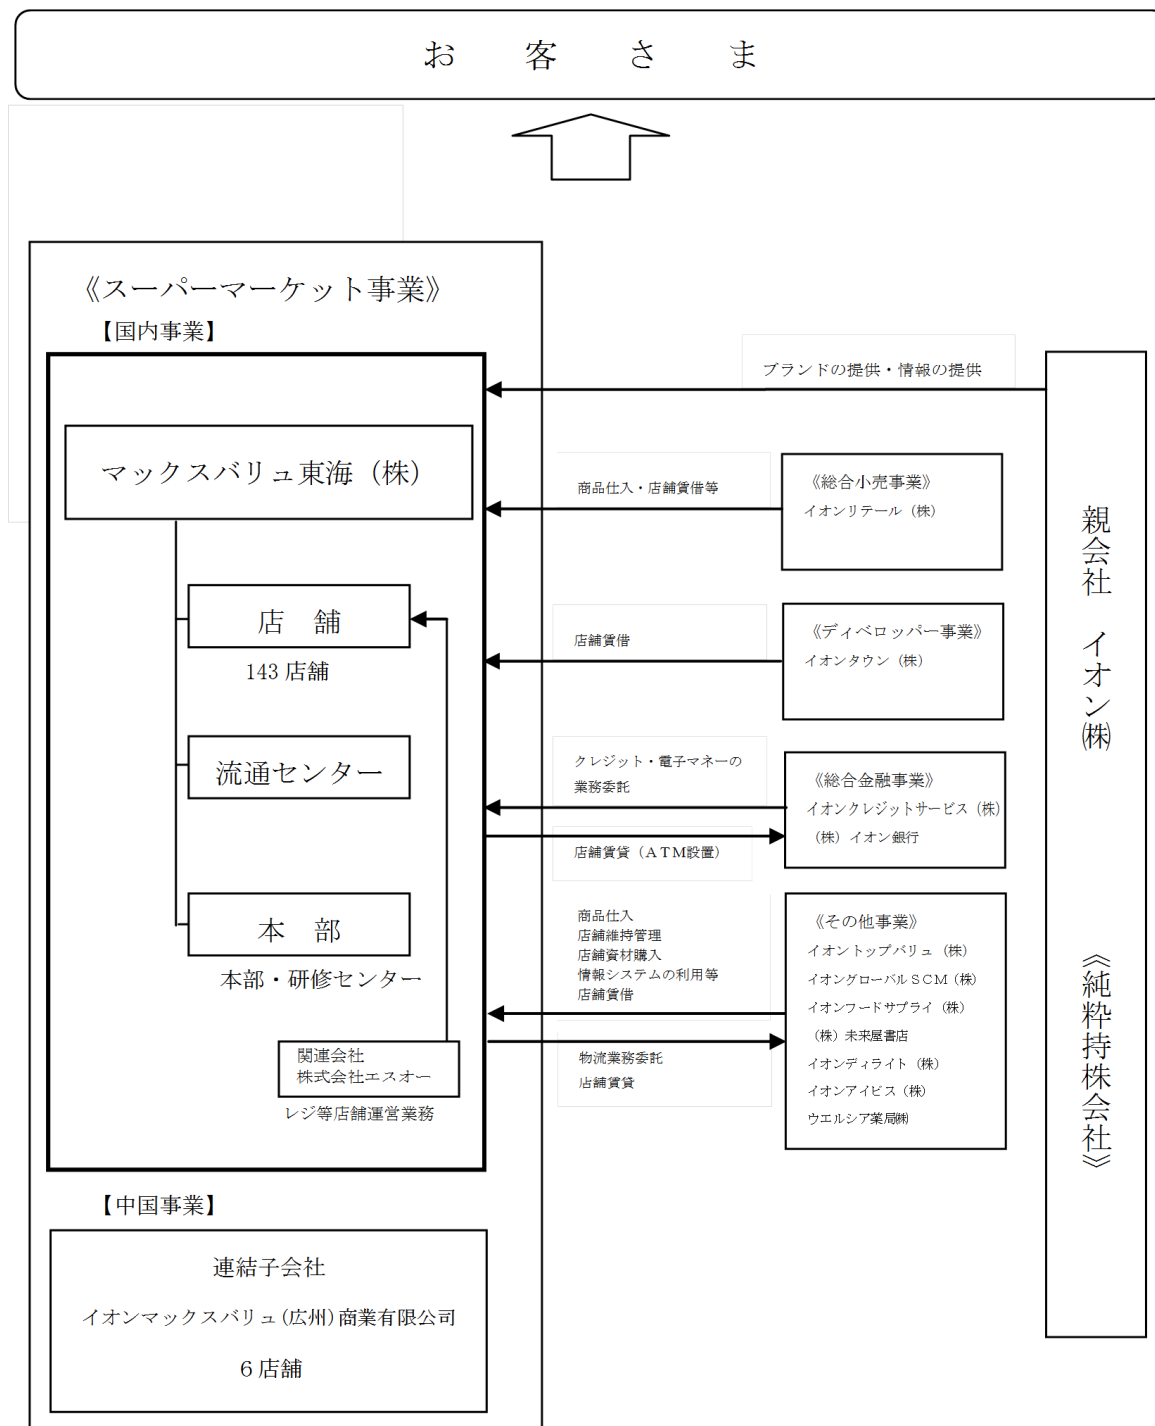 お客さま
《スーパーマーケット事業》
【国内事業】
マックスバリュ東海（株）
店　舗
143 店舗
流通センター
本　部
本部・研修センター
関連会社
株式会社エスオー
レジ等店舗運営業務
【中国事業】
連結子会社
イオンマックスバリュ(広州)商業有限公司
６店舗
ブランドの提供・情報の提供
商品仕入・店舗賃借等
《総合小売事業》
イオンリテール（株）
店舗賃借
《ディベロッパー事業》
イオンタウン（株）
クレジット・電子マネーの
業務委託
店舗賃貸（ＡＴＭ設置）
《総合金融事業》
イオンクレジットサービス（株）
（株）イオン銀行
商品仕入
店舗維持管理
店舗資材購入
情報システムの利用等
店舗賃借
物流業務委託
店舗賃貸
《その他事業》
イオントップバリュ（株）
イオングローバルＳＣＭ（株）
イオンフードサプライ（株）
（株）未来屋書店
イオンディライト（株）
イオンアイビス（株）
ウエルシア薬局㈱
親会社　イオン㈱
《純粋持株会社》